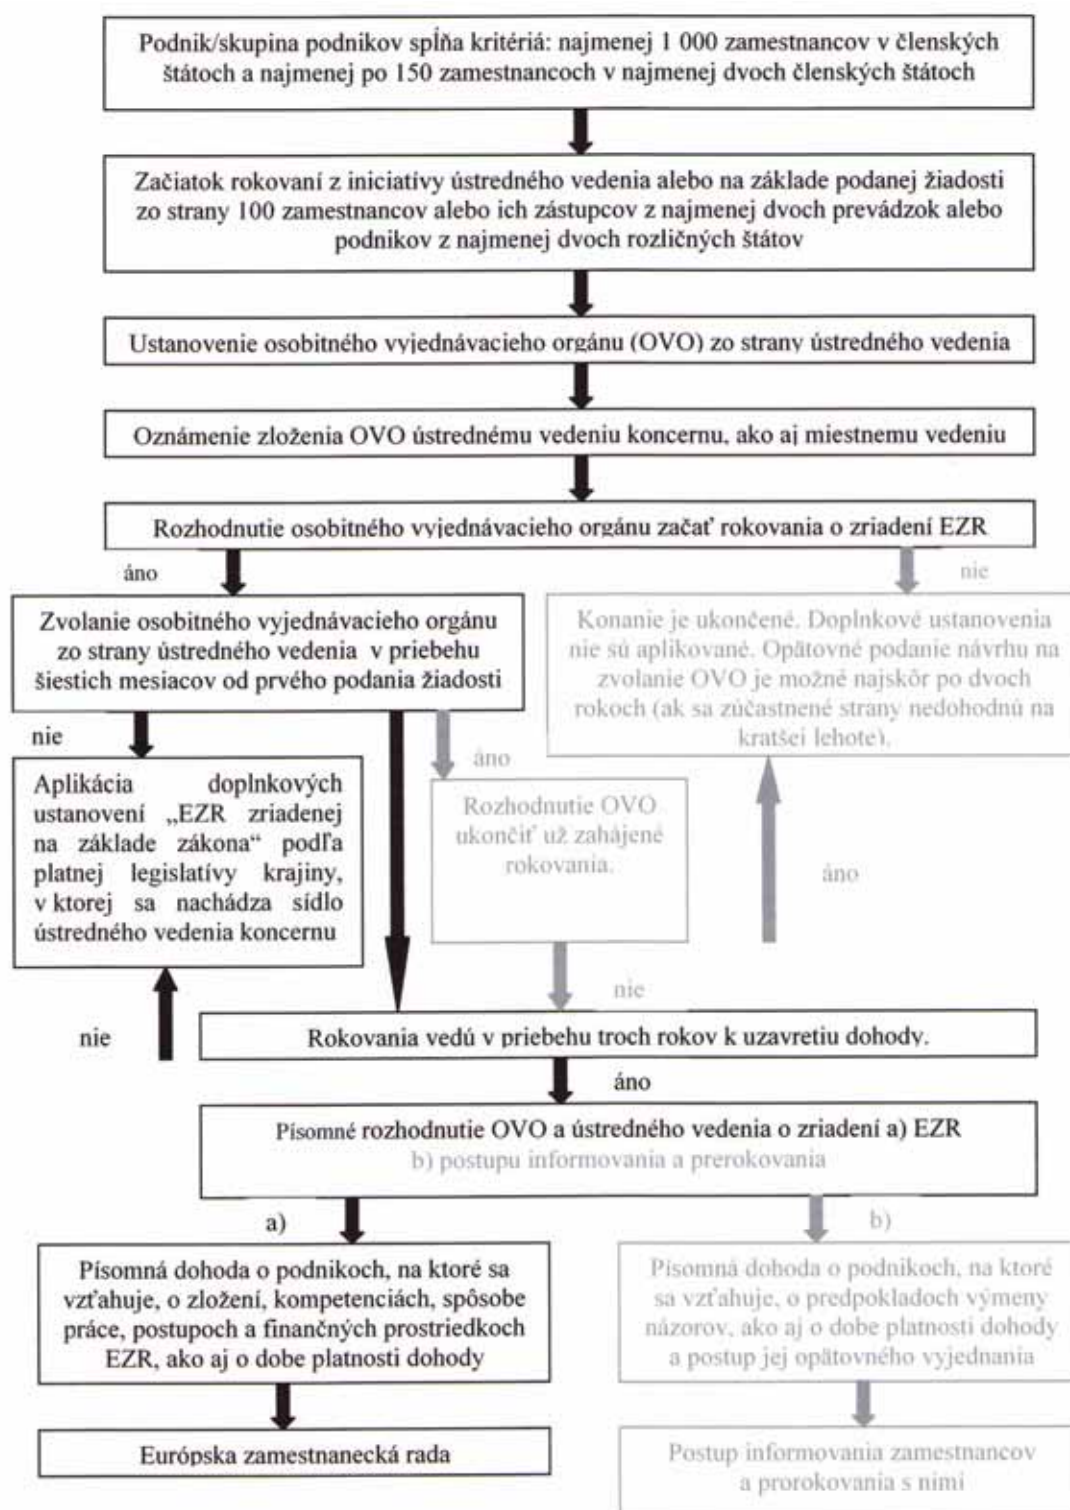 Podnik/skupina podnikov spĺňa kritériá: najmenej 1 000 zamestnancov v členských
štátoch a najmenej po 150 zamestnancoch v najmenej dvoch členských štátoch
Začiatok rokovaní z iniciatívy ústredného vedenia alebo na základe podanej žiadosti
zo strany 100 zamestnancov alebo ich zástupcov z najmenej dvoch prevádzok alebo
podnikov z najmenej dvoch rozličných štátov
Ustanovenie osobitného vyjednávacieho orgánu (OVO) zo strany ústredného vedenia
Oznámenie zloženia OVO ústrednému vedeniu koncernu, ako aj miestnemu vedeniu
Rozhodnutie osobitného vyjednávacieho orgánu začať rokovania o zriadení EZR
áno
nie
Zvolanie osobitného vyjednávacieho orgánu
zo strany ústredného vedenia v priebehu
šiestich mesiacov od prvého podania žiadosti
Konanie je ukončené. Doplnkové ustanovenia
nie sú aplikované. Opätovné podanie návrhu na
zvolanie OVO je možné najskôr po dvoch
rokoch (ak sa zúčastnené strany nedohodnú na
kratšej lehote).
nie
áno
Aplikácia doplnkových
ustanovení „EZR zriadenej
na základe zákona“ podľa
platnej legislatívy krajiny,
v ktorej sa nachádza sídlo
ústredného vedenia koncernu
Rozhodnutie OVO
ukončiť už zahájené
rokovania.
áno
nie
nie
Rokovania vedú v priebehu troch rokov k uzavretiu dohody.
áno
Písomné rozhodnutie OVO a ústredného vedenia o zriadení a) EZR
b) postupu informovania a prerokovania
a)
b)
Písomná dohoda o podnikoch, na ktoré sa
vzťahuje, o zložení, kompetenciách, spôsobe
práce, postupoch a finančných prostriedkoch
EZR, ako aj o dobe platnosti dohody
Písomná dohoda o podnikoch, na ktoré
sa vzťahuje, o predpokladoch výmeny
názorov, ako aj o dobe platnosti dohody
a postup jej opätovného vyjednania
Európska zamestnanecká rada
Postup informovania zamestnancov
a prorokovania s nimi